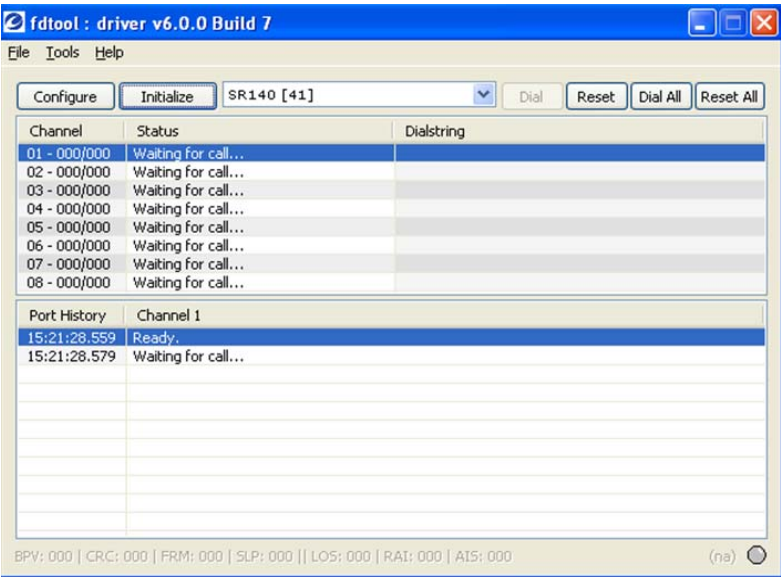 fdtool : driver v6.0.0 Build 7
File Tools Help
Configure Initialize SR140 [41] Dial Reset Dial All Reset All
Channel Status Dialstring
01 - 000/000 Waiting for call...
02 - 000/000 Waiting for call...
03 - 000/000 Waiting for call...
04 - 000/000 Waiting for call...
05 - 000/000 Waiting for call...
06 - 000/000 Waiting for call...
07 - 000/000 Waiting for call...
08 - 000/000 Waiting for call...
Port History Channel 1
15:21:28.559 Ready.
15:21:28.579 Waiting for call...
BPV: 000 | CRC: 000 | FRM: 000 | SLP: 000 || LOS: 000 | RAI: 000 | AIS: 000 (na)